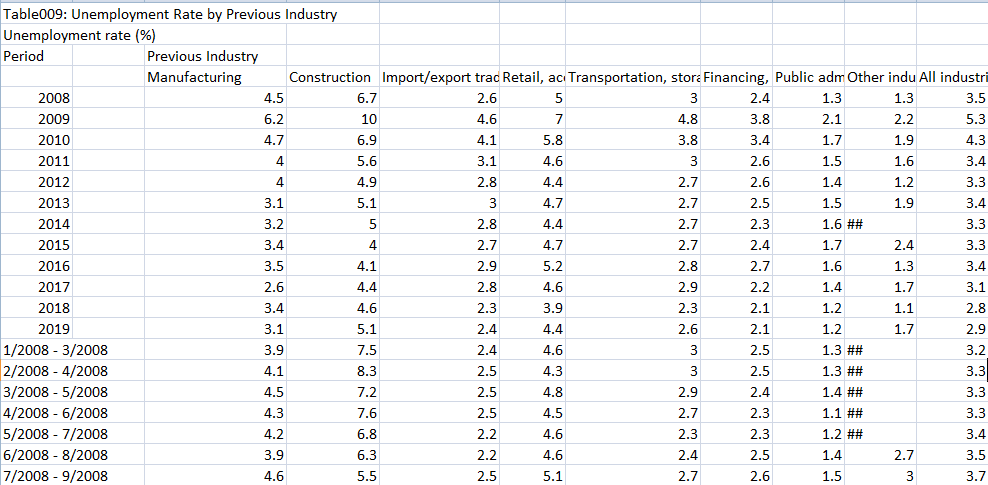 Table009: Unemployment Rate by Previous Industry
Unemployment rate (%)
Period Previous Industry
Manufacturing Construction Import/export trad Retail, ac Transportation, stora Financing, Public adm Other indu All industri
2008 4.5 6.7 2.6 5 3 2.4 1.3 1.3 3.5
2009 6.2 10 4.6 7 4.8 3.8 2.1 2.2 5.3
2010 4.7 6.9 4.1 5.8 3.8 3.4 1.7 1.9 4.3
2011 4 5.6 3.1 4.6 3 2.6 1.5 1.6 3.4
2012 4 4.9 2.8 4.4 2.7 2.6 1.4 1.2 3.3
2013 3.1 5.1 3 4.7 2.7 2.5 1.5 1.9 3.4
2014 3.2 5 2.8 4.4 2.7 2.3 1.6 ## 3.3
2015 3.4 4 2.7 4.7 2.7 2.4 1.7 2.4 3.3
2016 3.5 4.1 2.9 5.2 2.8 2.7 1.6 1.3 3.4
2017 2.6 4.4 2.8 4.6 2.9 2.2 1.4 1.7 3.1
2018 3.4 4.6 2.3 3.9 2.3 2.1 1.2 1.1 2.8
2019 3.1 5.1 2.4 4.4 2.6 2.1 1.2 1.7 2.9
1/2008 - 3/2008 3.9 7.5 2.4 4.6 3 2.5 1.3 ## 3.2
2/2008 - 4/2008 4.1 8.3 2.5 4.3 3 2.5 1.3 ## 3.3
3/2008 - 5/2008 4.5 7.2 2.5 4.8 2.9 2.4 1.4 ## 3.3
4/2008 - 6/2008 4.3 7.6 2.5 4.5 2.7 2.3 1.1 ## 3.3
5/2008 - 7/2008 4.2 6.8 2.2 4.6 2.3 2.3 1.2 ## 3.4
6/2008 - 8/2008 3.9 6.3 2.2 4.6 2.4 2.5 1.4 2.7 3.5
7/2008 - 9/2008 4.6 5.5 2.5 5.1 2.7 2.6 1.5 3 3.7